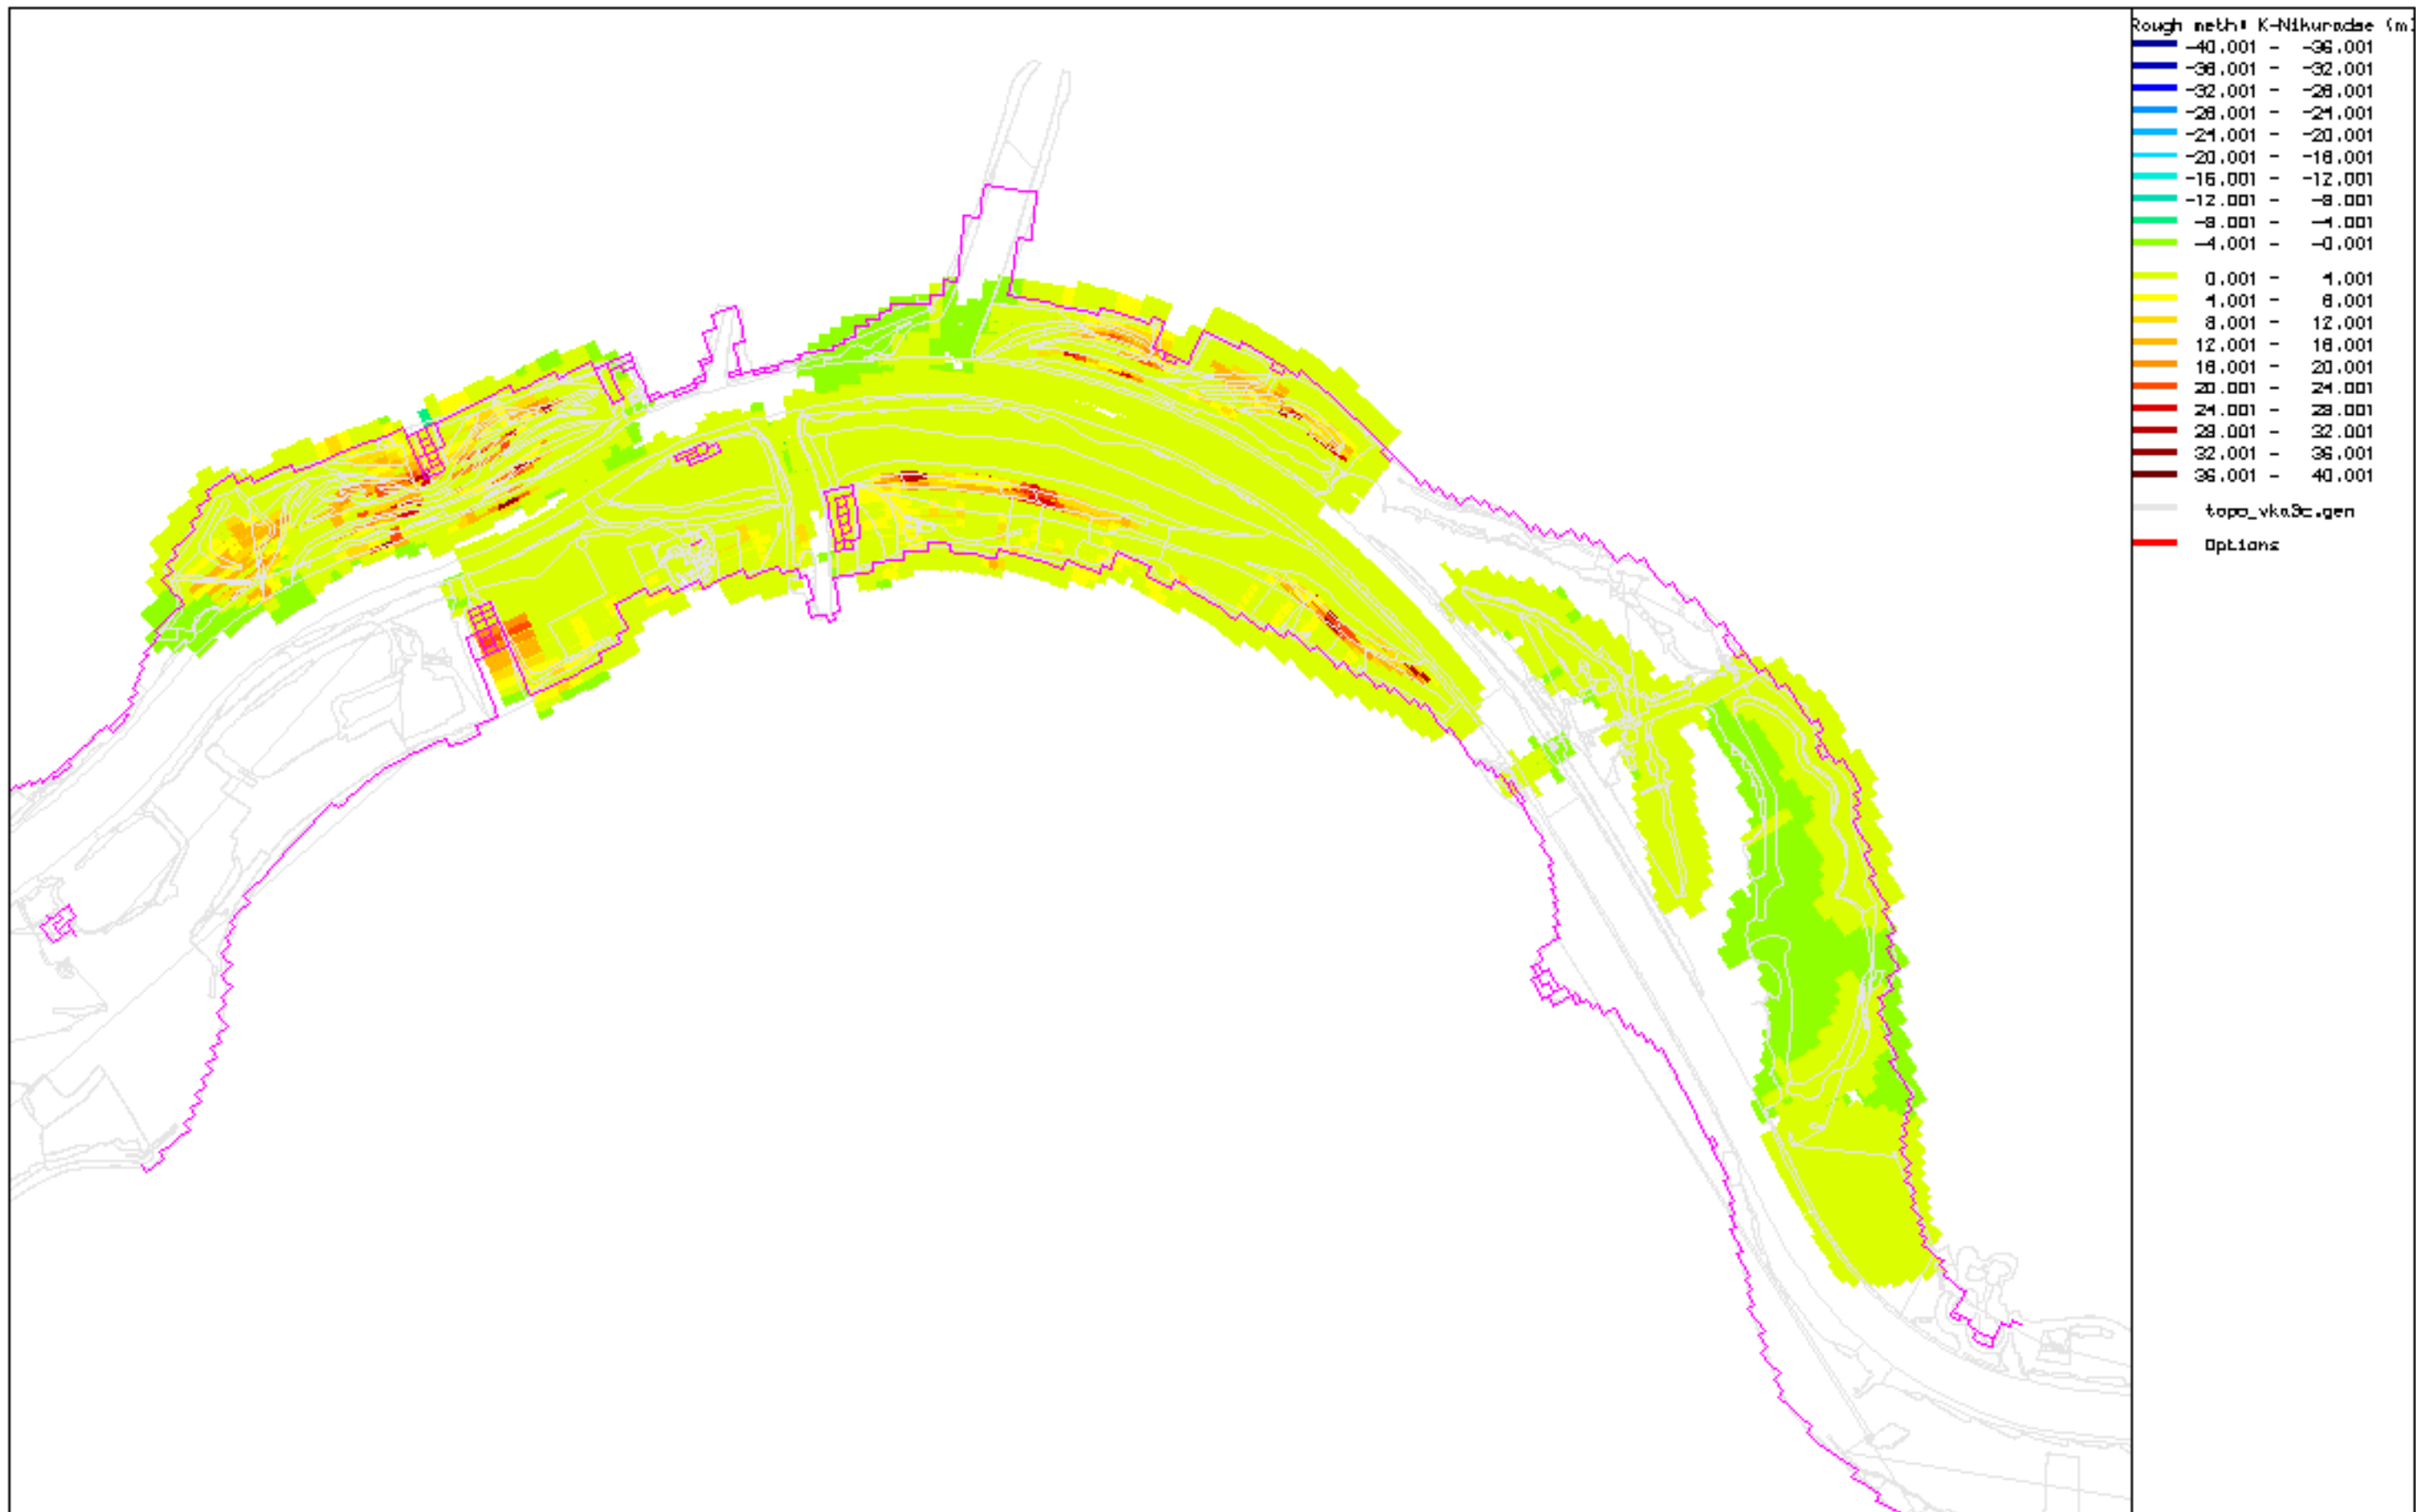 Rough meth: K-Nikuradse (m)
-40.001 - -36.001
-36.001 - -32.001
-32.001 - -28.001
-28.001 - -24.001
-24.001 - -20.001
-20.001 - -16.001
-16.001 - -12.001
-12.001 - -8.001
-8.001 - -4.001
-4.001 - -0.001
0.001 - 4.001
4.001 - 8.001
8.001 - 12.001
12.001 - 16.001
16.001 - 20.001
20.001 - 24.001
24.001 - 28.001
28.001 - 32.001
32.001 - 36.001
36.001 - 40.001
Options